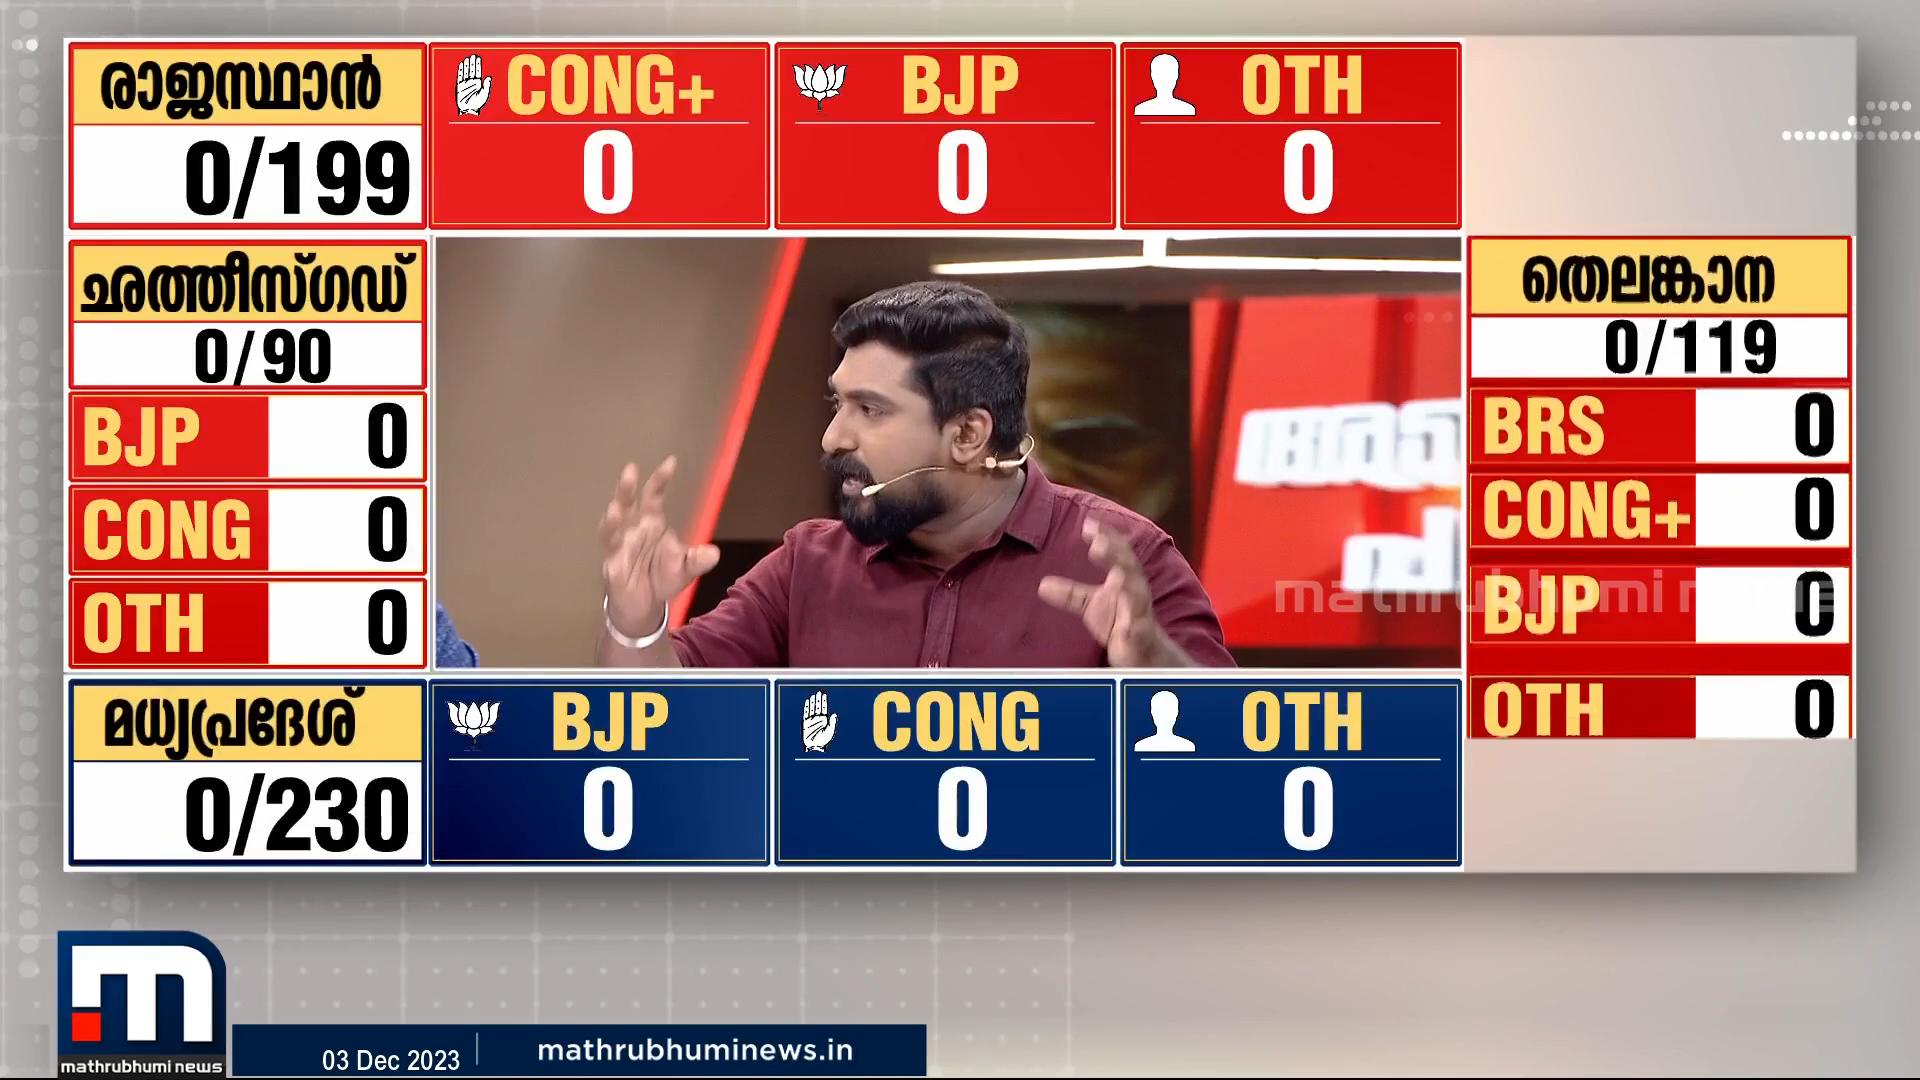 രാജസ്ഥാൻ
0/199
CONG+
0
BJP
0
OTH
0
ഛത്തീസ്ഗഡ്
0/90
BJP 0
CONG 0
OTH 0
തെലങ്കാന
0/119
BRS 0
CONG+ 0
BJP 0
OTH 0
mathrubhumi news
മധ്യപ്രദേശ്
0/230
BJP
0
CONG
0
OTH
0
mathrubhumi news
03 Dec 2023
mathrubhuminews.in